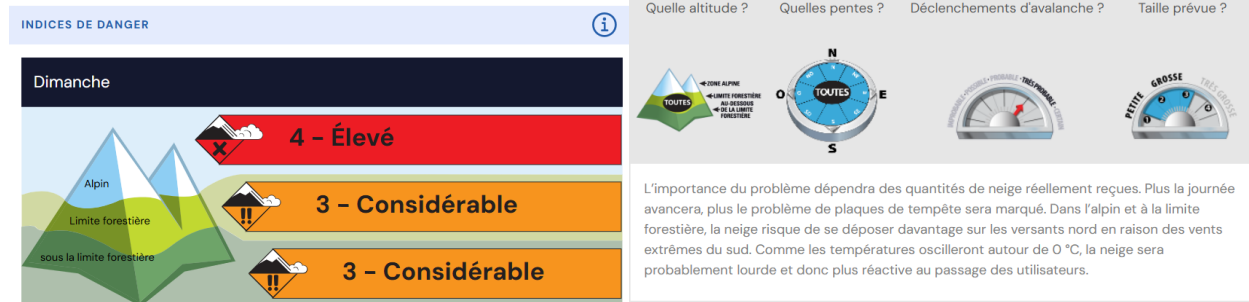 INDICES DE DANGER
Dimanche
4 – Élevé
3 – Considérable
3 – Considérable
Alpin
Limite forestière
sous la limite forestière
Quelle altitude ?
Quelles pentes ?
Déclenchements d'avalanche ?
Taille prévue ?
TOUTES
ZONE ALPINE
LIMITE FORESTIÈRE
AU-DESSOUS
DE LA LIMITE
FORESTIÈRE
N
O
TOUTES
E
S
POSSIBLE • PROBABLE • TRÈS PROBABLE • CERTAIN
PETITE GROSSE TRÈS GROSSE
1 2 3 4
L'importance du problème dépendra des quantités de neige réellement reçues. Plus la journée
avancera, plus le problème de plaques de tempête sera marqué. Dans l'alpin et à la limite
forestière, la neige risque de se déposer davantage sur les versants nord en raison des vents
extrêmes du sud. Comme les températures oscilleront autour de 0 °C, la neige sera
probablement lourde et donc plus réactive au passage des utilisateurs.